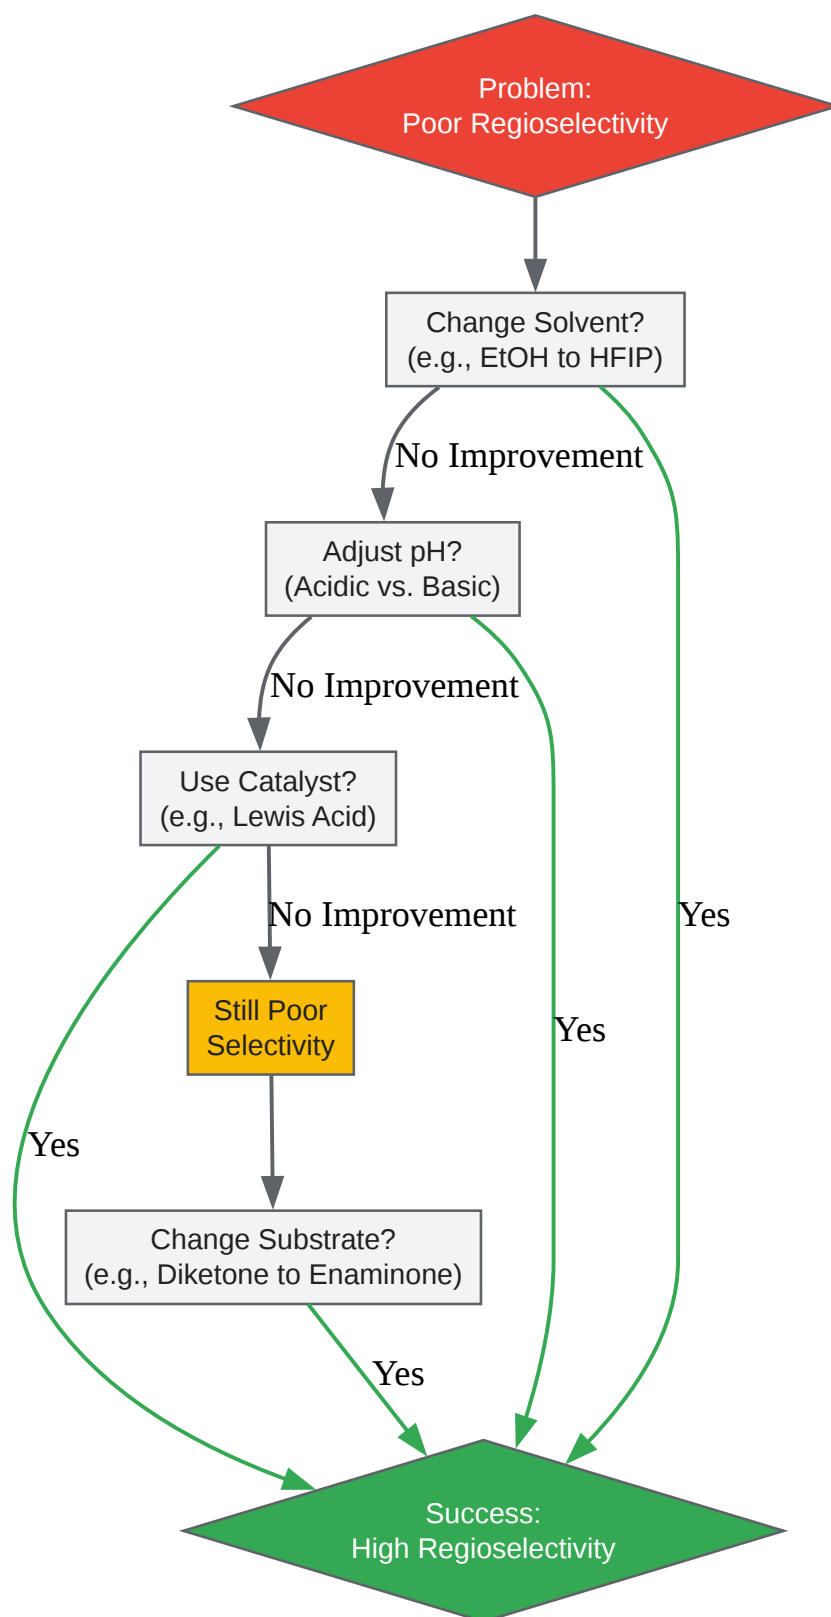 Problem:
Poor Regioselectivity
Change Solvent?
(e.g., EtOH to HFIP)
No Improvement
Adjust pH?
(Acidic vs. Basic)
No Improvement
Use Catalyst?
(e.g., Lewis Acid)
No Improvement
Yes
Still Poor
Selectivity
Yes
Yes
Change Substrate?
(e.g., Diketone to Enaminone)
Yes
Success:
High Regioselectivity